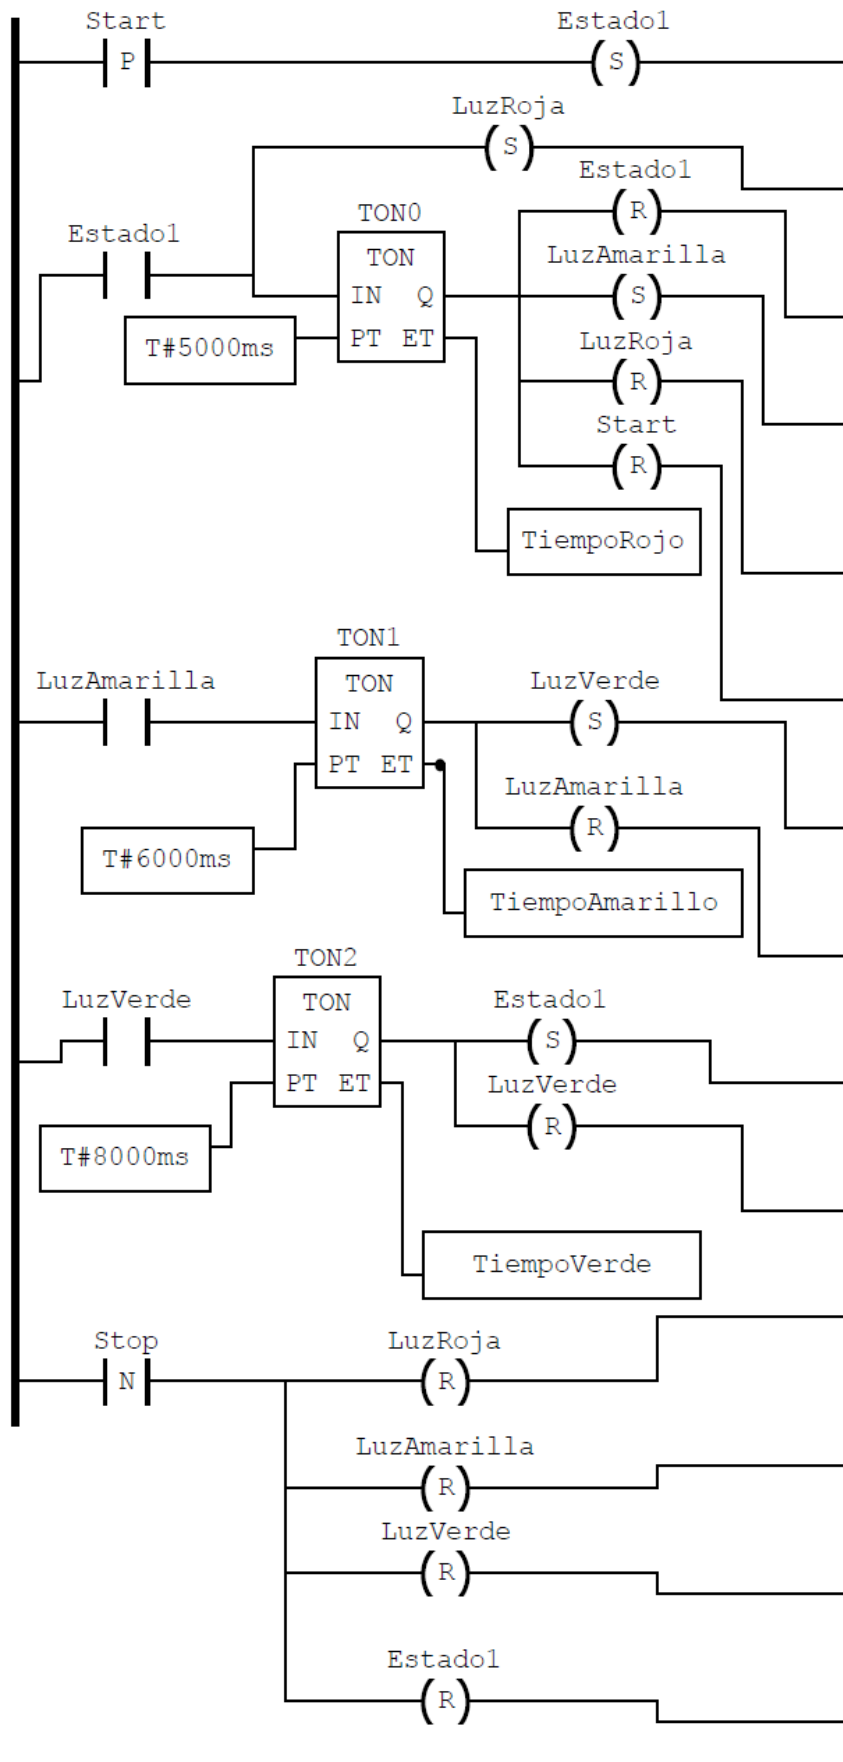 Start
Estado1
P
S
LuzRoja
S
Estado1
R
TON0
Estado1
TON
LuzAmarilla
IN Q
S
T#5000ms
PT ET
LuzRoja
R
Start
R
TiempoRojo
TON1
LuzAmarilla
TON
LuzVerde
IN Q
S
PT ET
LuzAmarilla
R
T#6000ms
TiempoAmarillo
TON2
LuzVerde
TON
Estado1
IN Q
S
PT ET
LuzVerde
R
T#8000ms
TiempoVerde
Stop
LuzRoja
N
R
LuzAmarilla
R
LuzVerde
R
Estado1
R